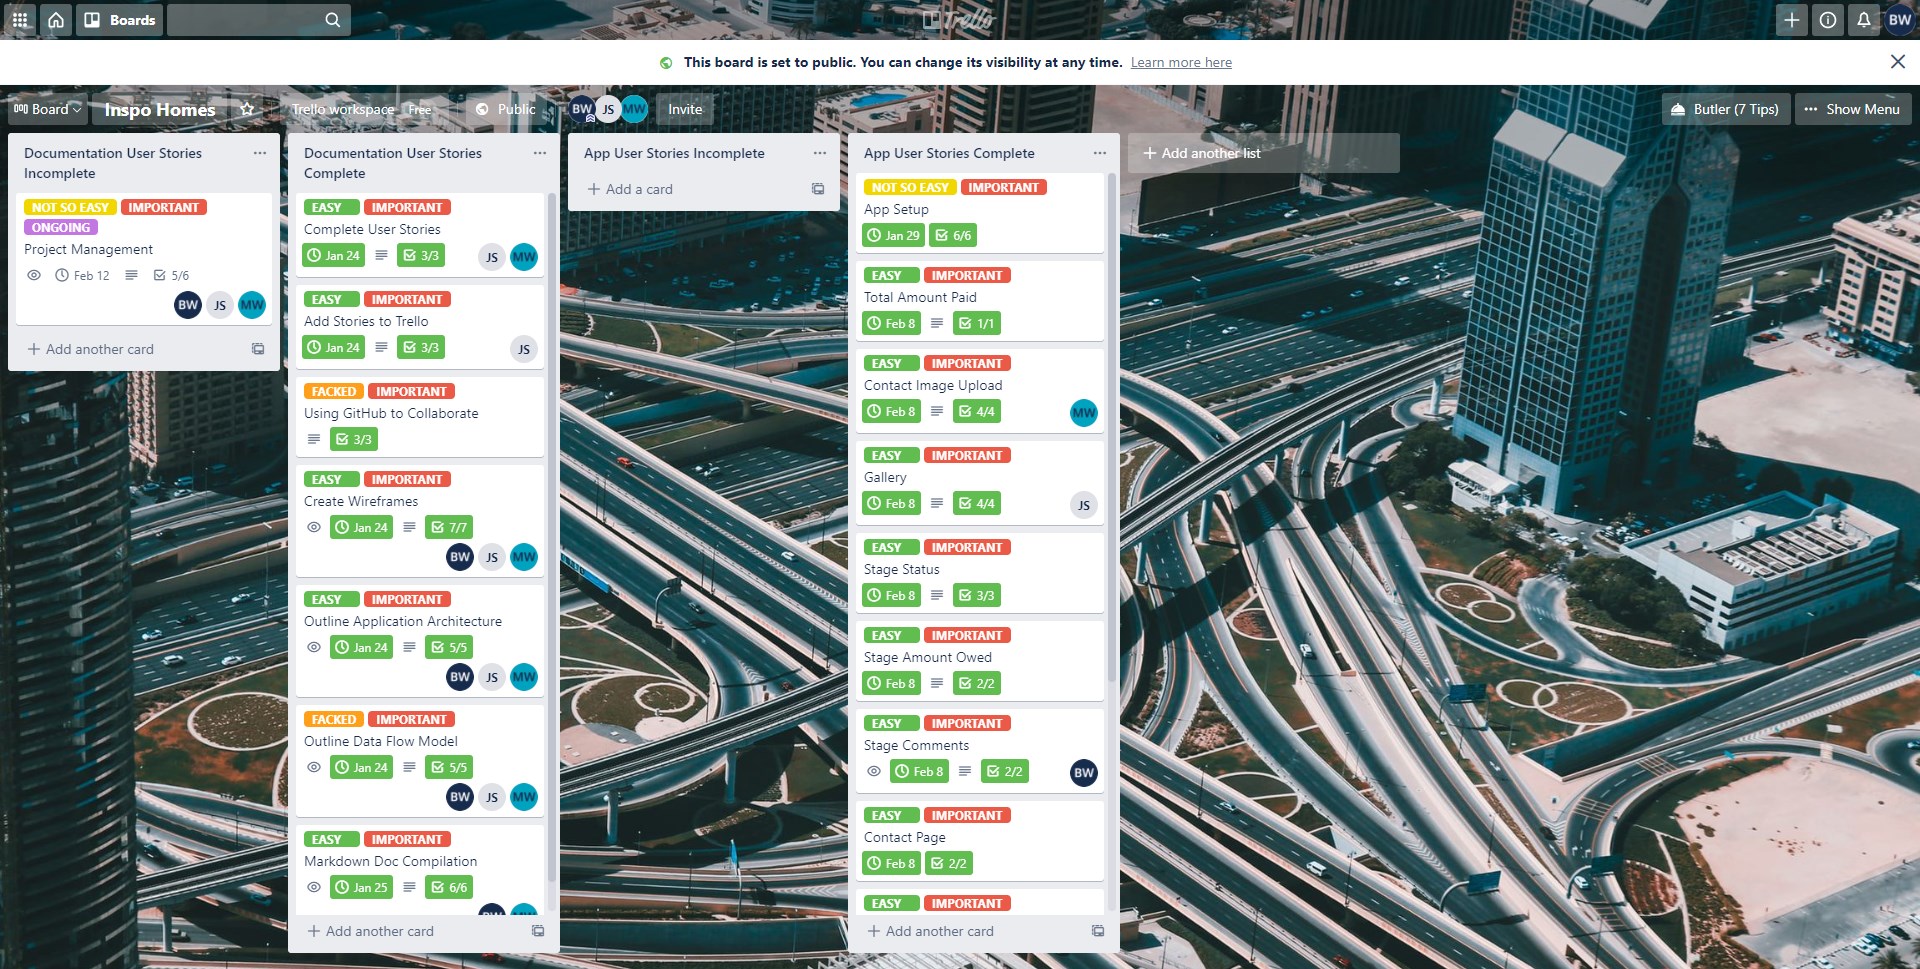 Boards
Trello
BW
This board is set to public. You can change its visibility at any time. Learn more here
Board
Inspo Homes
Trello workspace Free
Public
BW JS MW
Invite
Butler (7 Tips)
Show Menu
Documentation User Stories
Incomplete
NOT SO EASY IMPORTANT
ONGOING
Project Management
Feb 12 5/6
BW JS MW
Add another card
Documentation User Stories
Complete
EASY IMPORTANT
Complete User Stories
Jan 24 3/3 JS MW
EASY IMPORTANT
Add Stories to Trello
Jan 24 3/3 JS
FACKED IMPORTANT
Using GitHub to Collaborate
3/3
EASY IMPORTANT
Create Wireframes
Jan 24 7/7
BW JS MW
EASY IMPORTANT
Outline Application Architecture
Jan 24 5/5
BW JS MW
FACKED IMPORTANT
Outline Data Flow Model
Jan 24 5/5
BW JS MW
EASY IMPORTANT
Markdown Doc Compilation
Jan 25 6/6
BW MW
Add another card
App User Stories Incomplete
Add a card
App User Stories Complete
NOT SO EASY IMPORTANT
App Setup
Jan 29 6/6
EASY IMPORTANT
Total Amount Paid
Feb 8 1/1
EASY IMPORTANT
Contact Image Upload
Feb 8 4/4 MW
EASY IMPORTANT
Gallery
Feb 8 4/4 JS
EASY IMPORTANT
Stage Status
Feb 8 3/3
EASY IMPORTANT
Stage Amount Owed
Feb 8 2/2
EASY IMPORTANT
Stage Comments
Feb 8 2/2 BW
EASY IMPORTANT
Contact Page
Feb 8 2/2
EASY IMPORTANT
Add another card
Add another list